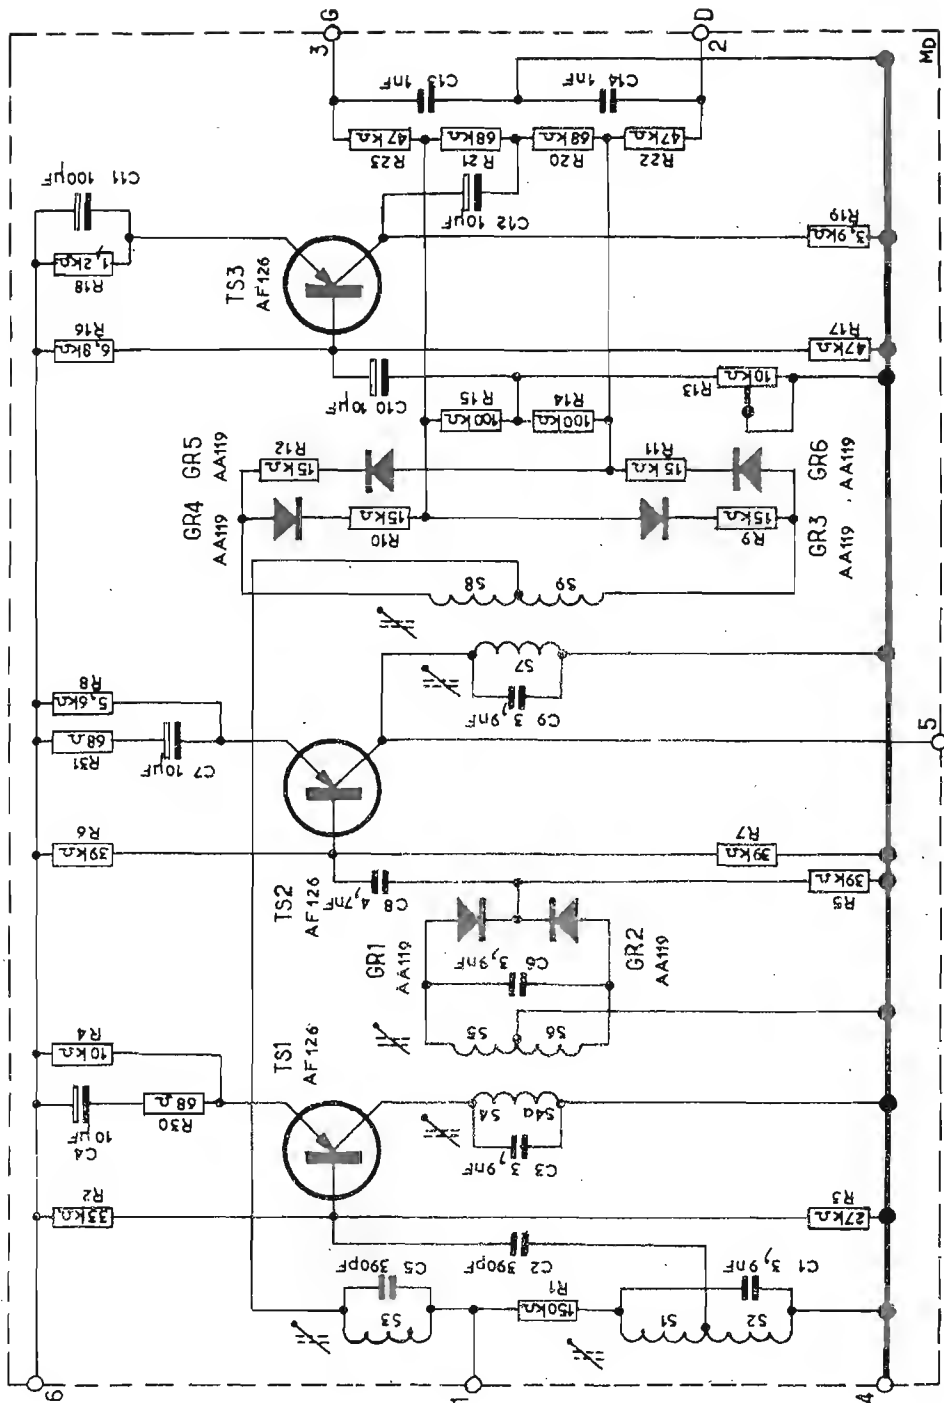 G
3
D
2
MD
C13 1nF
C14 1nF
47kΩ
R23
68kΩ
R21
68kΩ
R20
47kΩ
R22
C11 100µF
1,2kΩ
R18
C12 10µF
TS3
AF126
3,9kΩ
R19
6,8kΩ
R16
47kΩ
R17
C10 10µF
100kΩ
R15
100kΩ
R14
10kΩ
R13
GR5
AA119
15kΩ
R12
15kΩ
R11
GR6
AA119
GR4
AA119
15kΩ
R10
15kΩ
R9
GR3
AA119
S8
S9
S7
C9 3,9nF
5,6kΩ
R8
68Ω
R31
C7 10µF
5
39kΩ
R6
39kΩ
R7
TS2
AF126
C8 4,7nF
39kΩ
R5
GR1
AA119
C6 3,9nF
GR2
AA119
S5
S6
10kΩ
R4
C4 10µF
68Ω
R30
TS1
AF126
S4
S4a
C3 3,9nF
33kΩ
R2
27kΩ
R3
C5 390pF
C2 390pF
S3
150kΩ
R1
C1 3,9nF
S1
S2
6
1
4